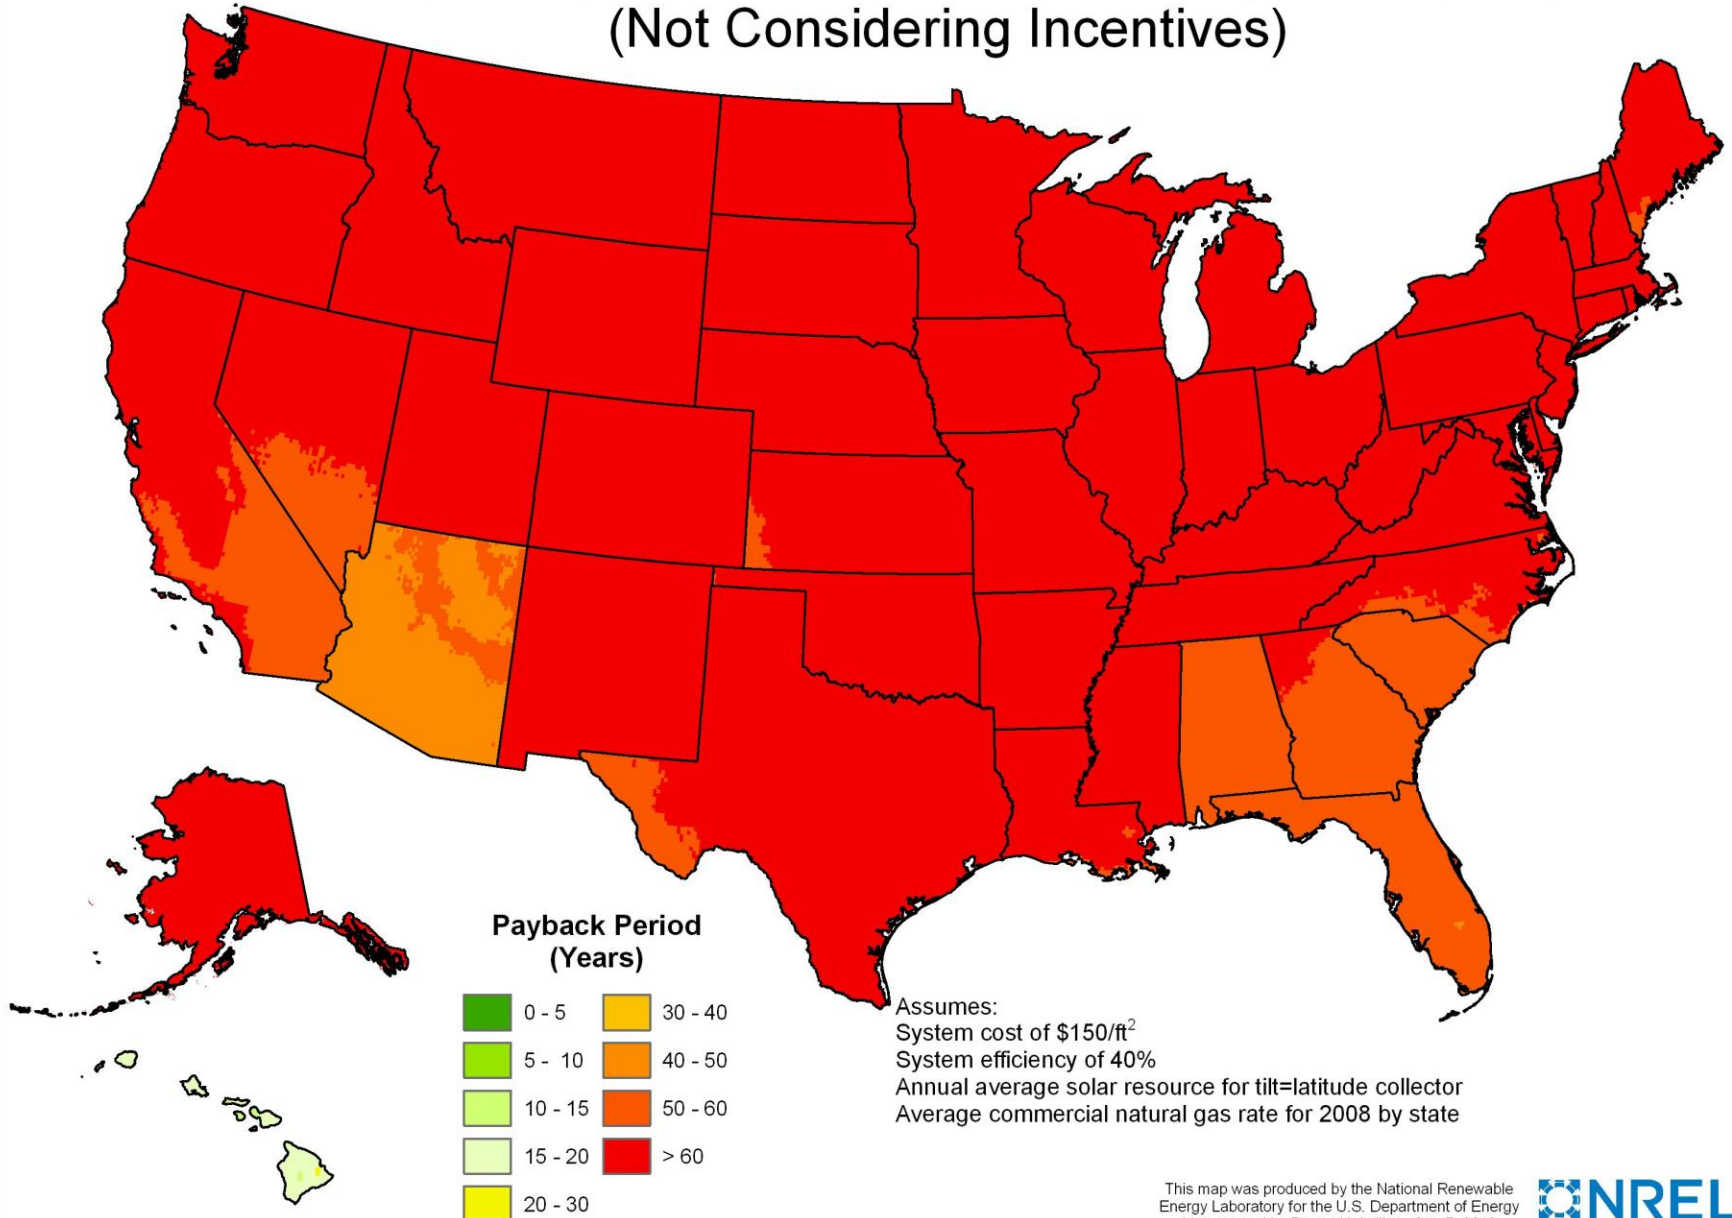 (Not Considering Incentives)
Payback Period
(Years)
0 - 5
30 - 40
5 - 10
40 - 50
10 - 15
50 - 60
15 - 20
> 60
20 - 30
Assumes:
System cost of $150/ft²
System efficiency of 40%
Annual average solar resource for tilt=latitude collector
Average commercial natural gas rate for 2008 by state
This map was produced by the National Renewable
Energy Laboratory for the U.S. Department of Energy
NREL